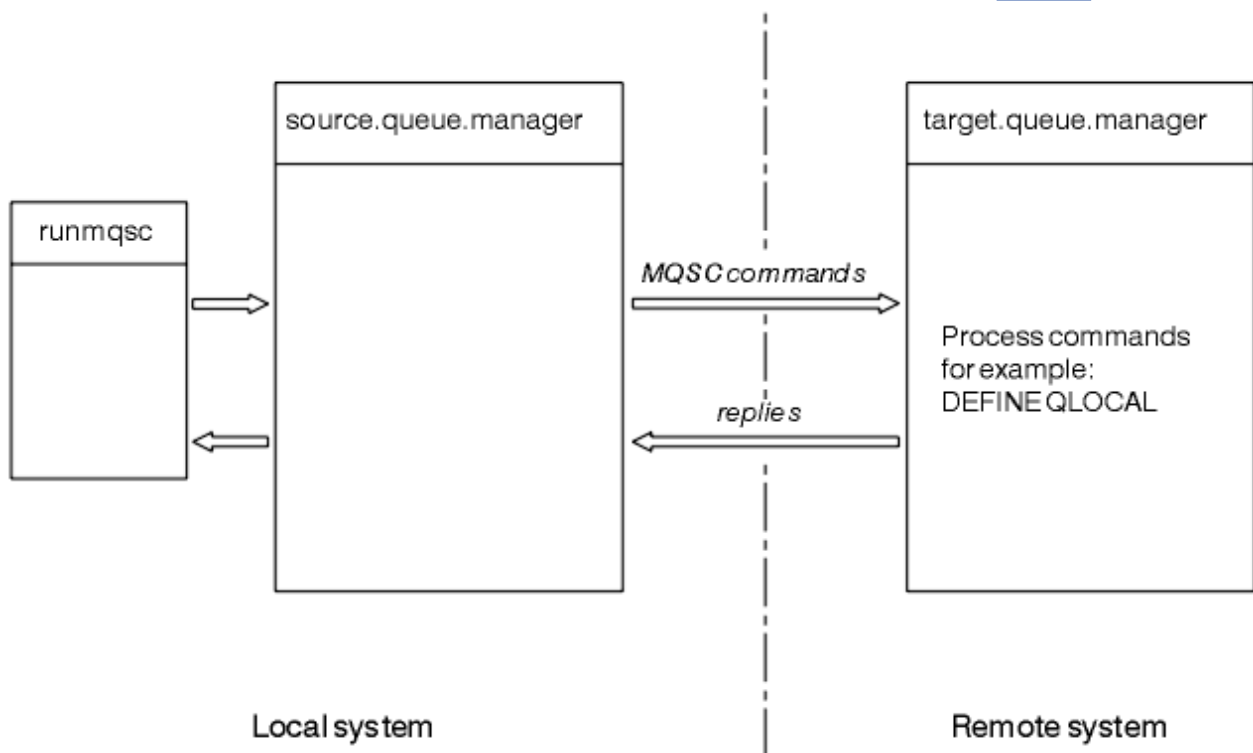 source.queue.manager
target.queue.manager
runmqsc
MQSC commands
Process commands
for example:
DEFINE QLOCAL
replies
Local system
Remote system